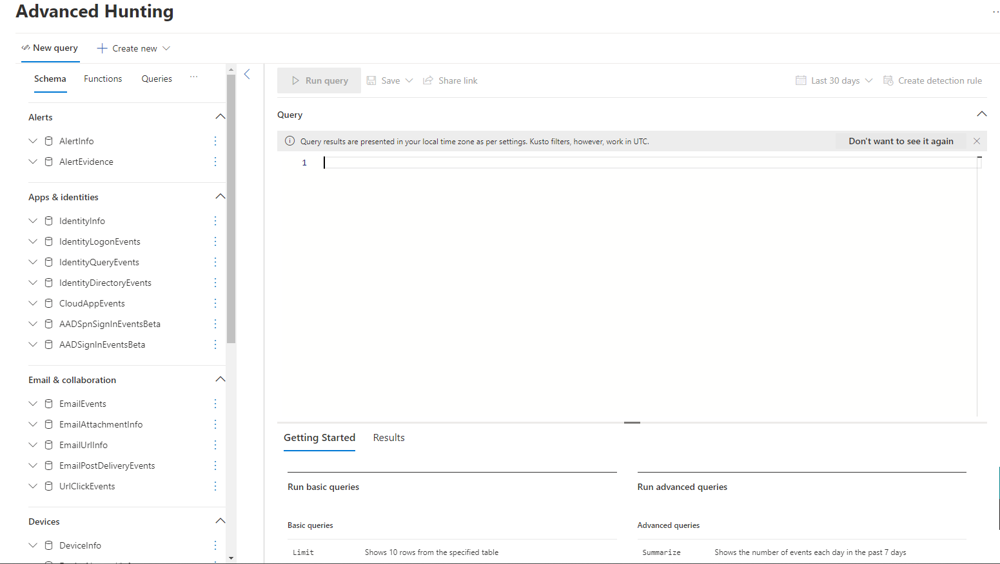 Advanced Hunting
New query
Create new
Schema
Functions
Queries
Alerts
AlertInfo
AlertEvidence
Apps & identities
IdentityInfo
IdentityLogonEvents
IdentityQueryEvents
IdentityDirectoryEvents
CloudAppEvents
AADSpnSignInEventsBeta
AADSignInEventsBeta
Email & collaboration
EmailEvents
EmailAttachmentInfo
EmailUrlInfo
EmailPostDeliveryEvents
UrlClickEvents
Devices
DeviceInfo
Run query
Save
Share link
Last 30 days
Create detection rule
Query
Query results are presented in your local time zone as per settings. Kusto filters, however, work in UTC.
Don't want to see it again
1
Getting Started
Results
Run basic queries
Basic queries
Limit Shows 10 rows from the specified table
Run advanced queries
Advanced queries
Summarize Shows the number of events each day in the past 7 days